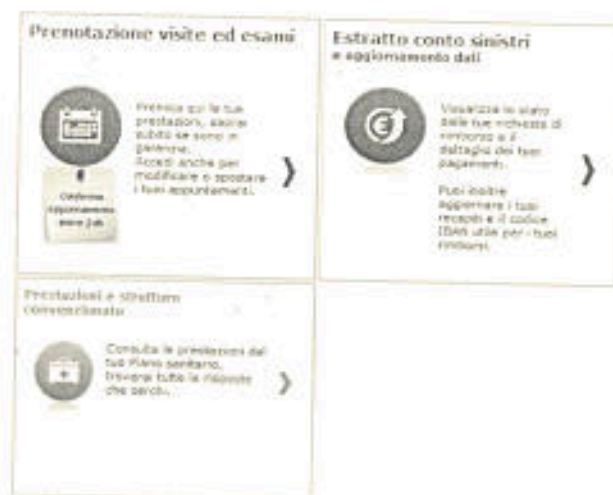 Prenotazione visite ed esami
Prenota qui le tue
prestazioni, saprai
subito se sono in
garanzia.
Accedi anche per
modificare o spostare
i tuoi appuntamenti.
Conferma
appuntamento
entro 2 ore
Estratto conto sinistri
e aggiornamento dati
Visualizza lo stato
delle tue richieste di
rimborso e il
dettaglio dei tuoi
pagamenti.
Puoi inoltre
aggiornare i tuoi
recapiti e il codice
IBAN utile per i tuoi
rimborsi.
Prestazioni e strutture
convenzionate
Consulta le prestazioni del
tuo Piano sanitario,
troverai tutte le risposte
che cerchi.